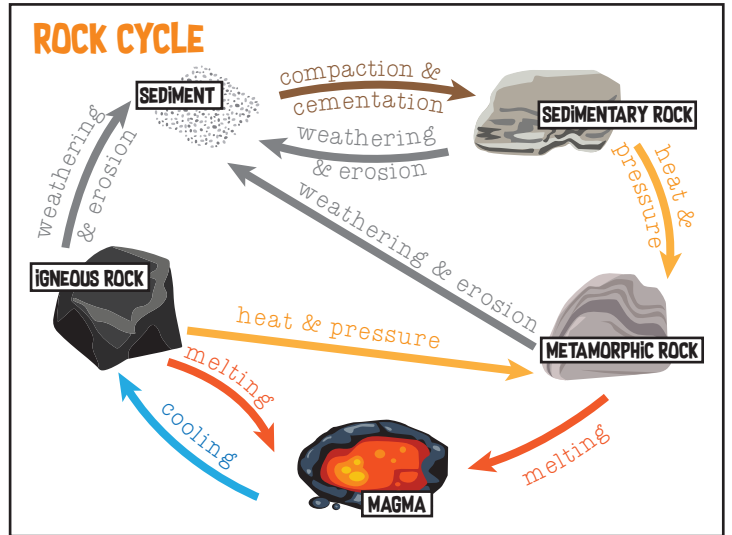 ROCK CYCLE
SEDIMENT
compaction &
cementation
SEDIMENTARY ROCK
weathering
& erosion
weathering
& erosion
heat &
pressure
weathering & erosion
iGNEOUS ROCK
heat & pressure
METAMORPHiC ROCK
melting
cooling
melting
MAGMA